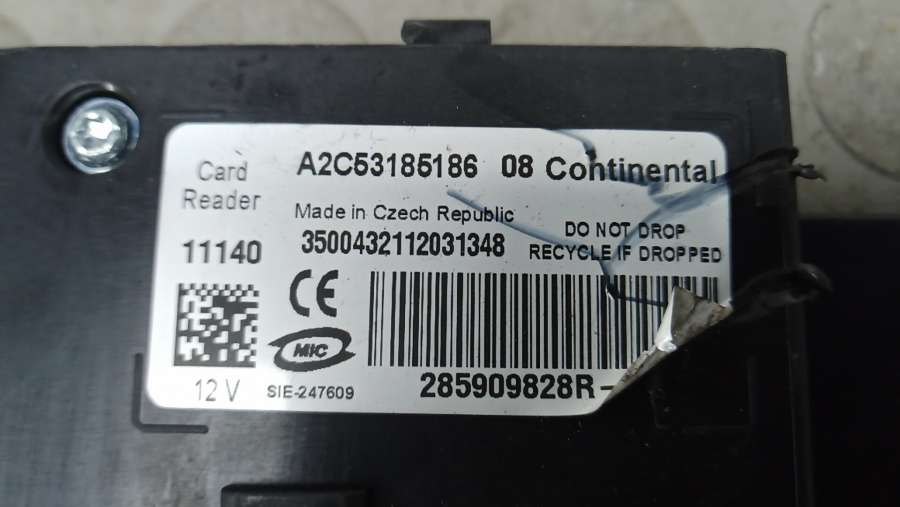 Card Reader
A2C53185186 08 Continental
Made in Czech Republic
11140
3500432112031348
DO NOT DROP
RECYCLE IF DROPPED
CE
MIC
12 V
SIE-247609
285909828R-